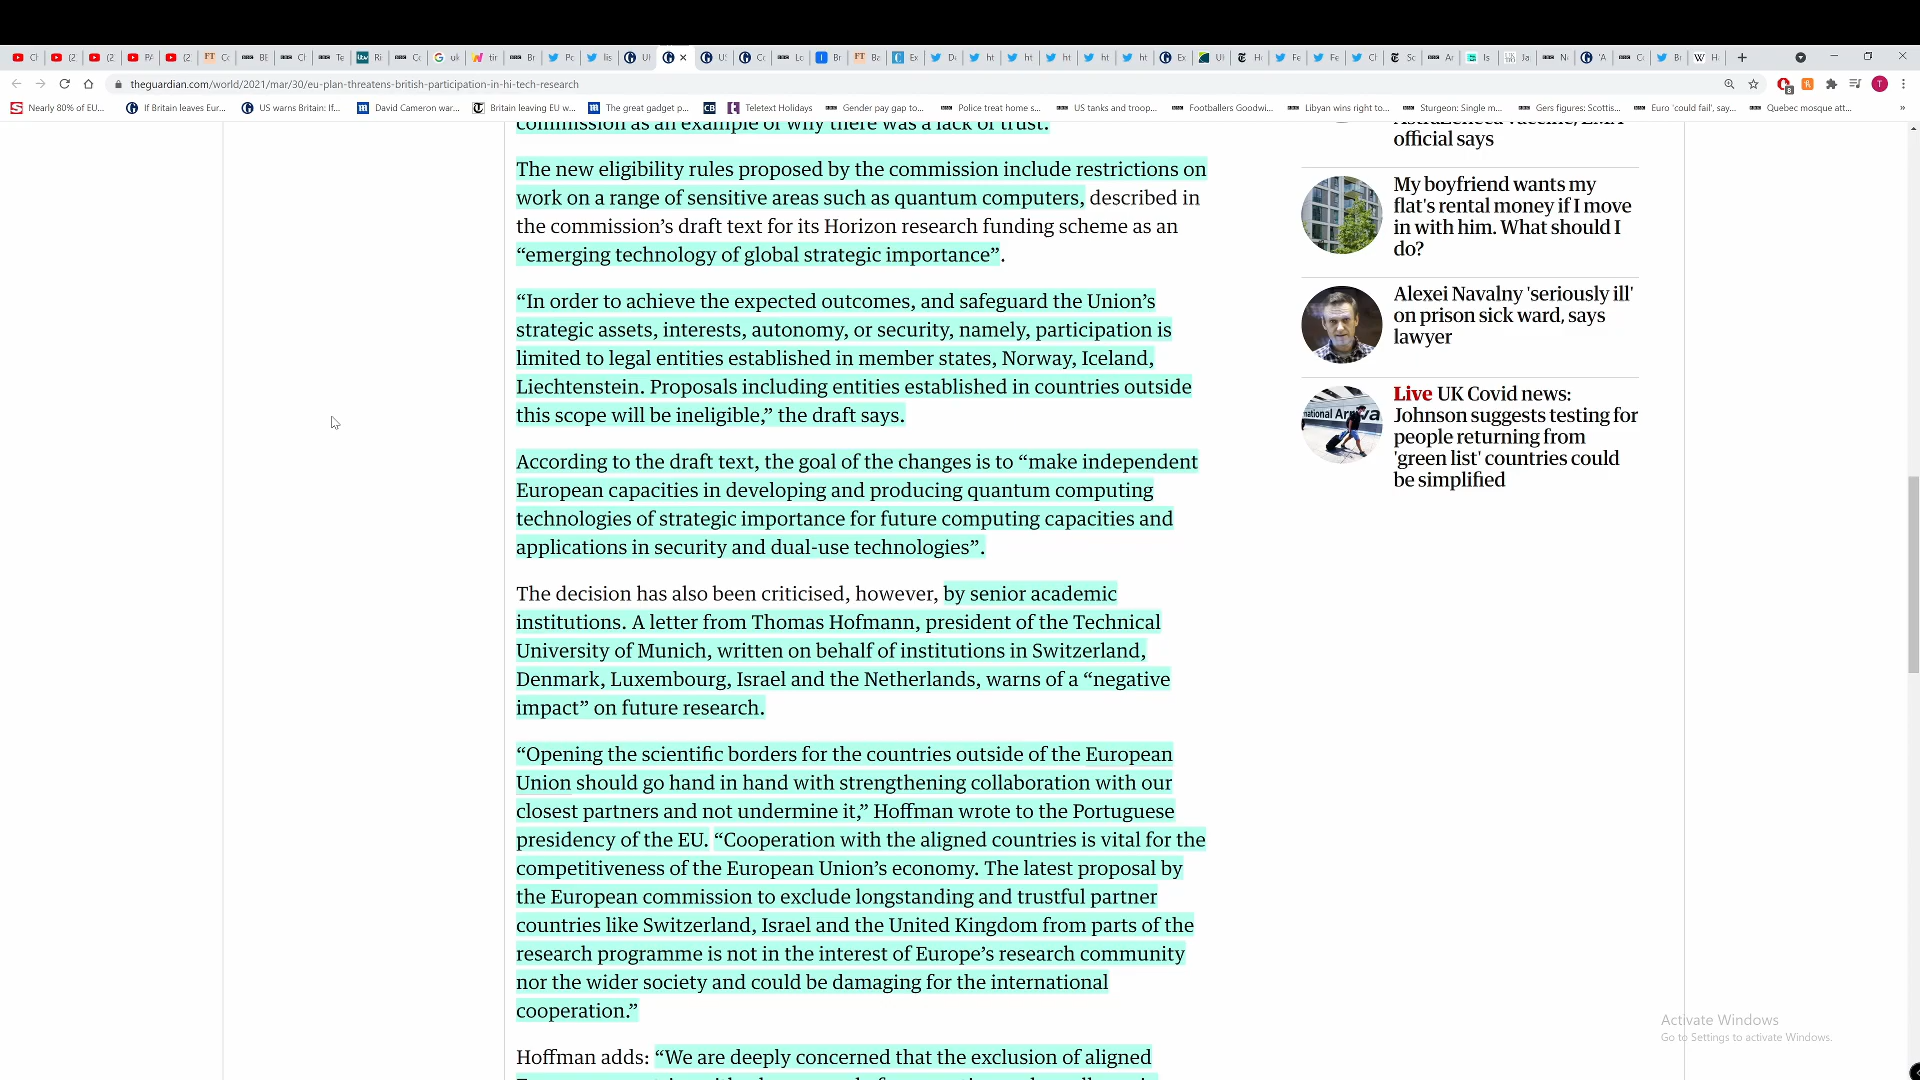 theguardian.com/world/2021/mar/30/eu-plan-threatens-british-participation-in-hi-tech-research
Nearly 80% of EU...
If Britain leaves Eur...
US warns Britain: If...
David Cameron war...
Britain leaving EU w...
The great gadget p...
CB
Teletext Holidays
Gender pay gap to...
Police treat home s...
US tanks and troop...
Footballers Goodwi...
Libyan wins right to...
Sturgeon: Single m...
Gers figures: Scottis...
Euro 'could fail', say...
Quebec mosque att...
commission as an example of why there was a lack of trust.
The new eligibility rules proposed by the commission include restrictions on
work on a range of sensitive areas such as quantum computers, described in
the commission’s draft text for its Horizon research funding scheme as an
“emerging technology of global strategic importance”.
“In order to achieve the expected outcomes, and safeguard the Union’s
strategic assets, interests, autonomy, or security, namely, participation is
limited to legal entities established in member states, Norway, Iceland,
Liechtenstein. Proposals including entities established in countries outside
this scope will be ineligible,” the draft says.
According to the draft text, the goal of the changes is to “make independent
European capacities in developing and producing quantum computing
technologies of strategic importance for future computing capacities and
applications in security and dual-use technologies”.
The decision has also been criticised, however, by senior academic
institutions. A letter from Thomas Hofmann, president of the Technical
University of Munich, written on behalf of institutions in Switzerland,
Denmark, Luxembourg, Israel and the Netherlands, warns of a “negative
impact” on future research.
“Opening the scientific borders for the countries outside of the European
Union should go hand in hand with strengthening collaboration with our
closest partners and not undermine it,” Hoffman wrote to the Portuguese
presidency of the EU. “Cooperation with the aligned countries is vital for the
competitiveness of the European Union’s economy. The latest proposal by
the European commission to exclude longstanding and trustful partner
countries like Switzerland, Israel and the United Kingdom from parts of the
research programme is not in the interest of Europe’s research community
nor the wider society and could be damaging for the international
cooperation.”
Hoffman adds: “We are deeply concerned that the exclusion of aligned
official says
My boyfriend wants my
flat's rental money if I move
in with him. What should I
do?
Alexei Navalny 'seriously ill'
on prison sick ward, says
lawyer
Live UK Covid news:
Johnson suggests testing for
people returning from
'green list' countries could
be simplified
Activate Windows
Go to Settings to activate Windows.